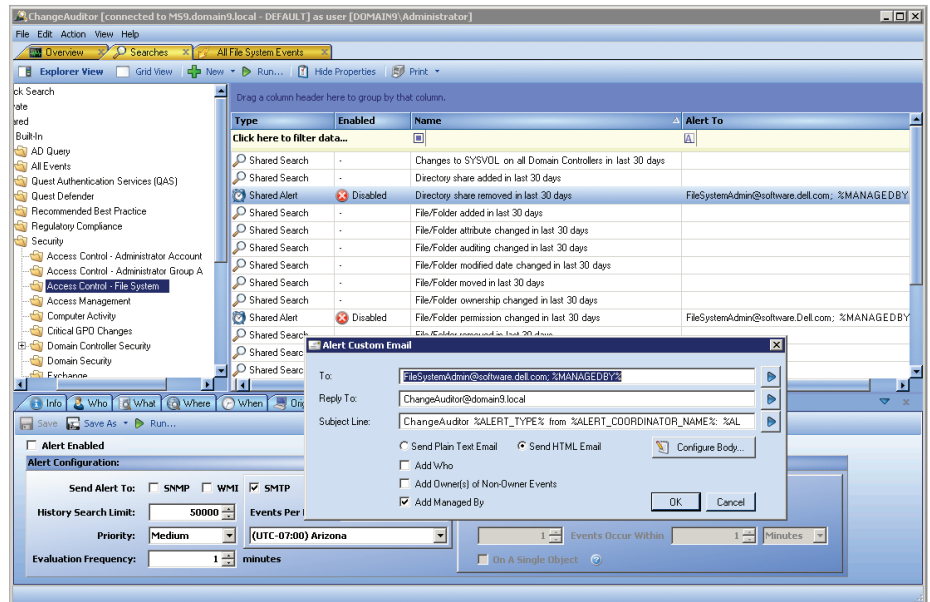 ChangeAuditor [connected to MS9.domain9.local - DEFAULT] as user [DOMAIN9\Administrator]
File Edit Action View Help
Overview x Searches x All File System Events x
Explorer View Grid View New Run... Hide Properties Print
Drag a column header here to group by that column.
Type Enabled Name Alert To
Click here to filter data... A
ck Search
vate
ared
Built-In
AD Query
All Events
Quest Authentication Services (QAS)
Quest Defender
Recommended Best Practice
Regulatory Compliance
Security
Access Control - Administrator Account
Access Control - Administrator Group A
Access Control - File System
Access Management
Computer Activity
Critical GPO Changes
Domain Controller Security
Domain Security
Exchange
Shared Search - Changes to SYSVOL on all Domain Controllers in last 30 days
Shared Search - Directory share added in last 30 days
Shared Alert Disabled Directory share removed in last 30 days FileSystemAdmin@software.dell.com; %MANAGEDBY
Shared Search - File/Folder added in last 30 days
Shared Search - File/Folder attribute changed in last 30 days
Shared Search - File/Folder auditing changed in last 30 days
Shared Search - File/Folder modified date changed in last 30 days
Shared Search - File/Folder moved in last 30 days
Shared Search - File/Folder ownership changed in last 30 days
Shared Alert Disabled File/Folder permission changed in last 30 days FileSystemAdmin@software.Dell.com; %MANAGEDBY
Shared Search - File/Folder removed in last 30 days
Shared Searc
Shared Searc
Alert Custom Email
To: FileSystemAdmin@software.dell.com; %MANAGEDBY%
Reply To: ChangeAuditor@domain9.local
Subject Line: ChangeAuditor %ALERT_TYPE% from %ALERT_COORDINATOR_NAME%: %AL
Send Plain Text Email Send HTML Email Configure Body...
Add Who
Add Owner(s) of Non-Owner Events
Add Managed By
OK Cancel
Info Who What Where When Orig
Save Save As Run...
Alert Enabled
Alert Configuration:
Send Alert To: SNMP WMI SMTP
History Search Limit: 50000 Events Per
Priority: Medium (UTC-07:00) Arizona
Evaluation Frequency: 1 minutes
1 Events Occur Within 1 Minutes
On A Single Object